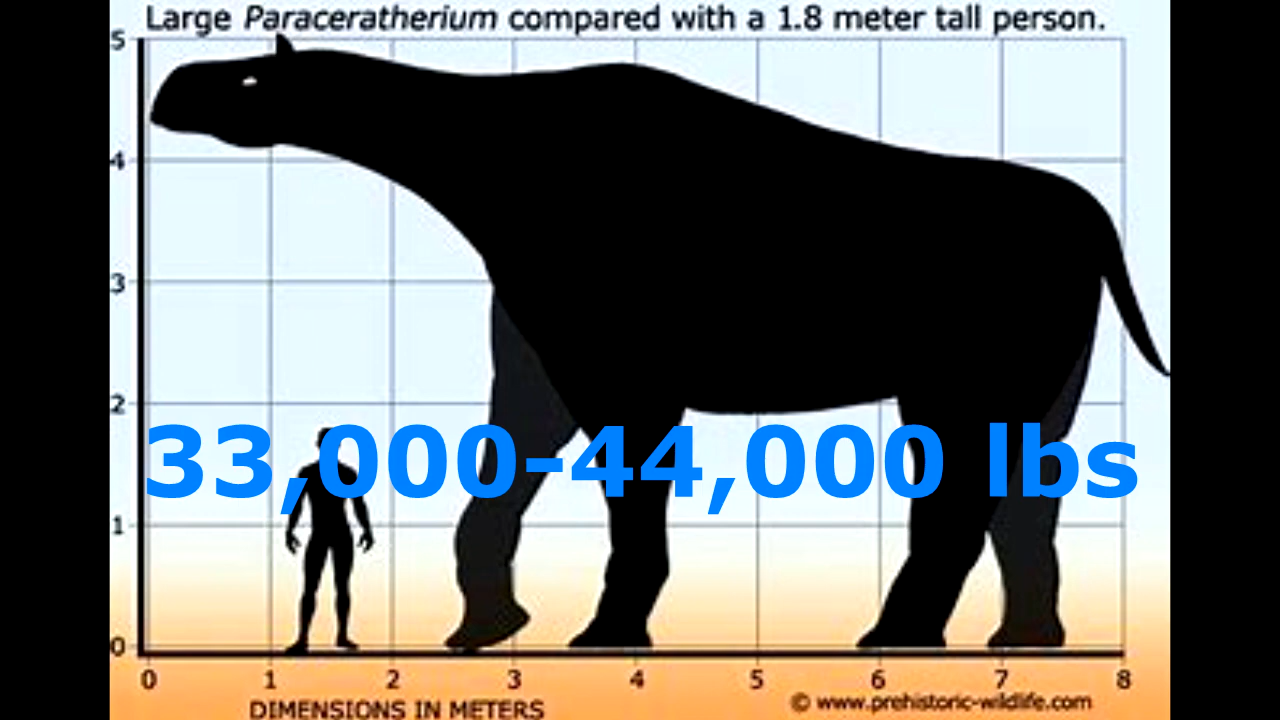 Large Paraceratherium compared with a 1.8 meter tall person.
5
4
3
2
33,000-44,000 lbs
1
0
0 1 2 3 4 5 6 7 8
DIMENSIONS IN METERS
© www.prehistoric-wildlife.com